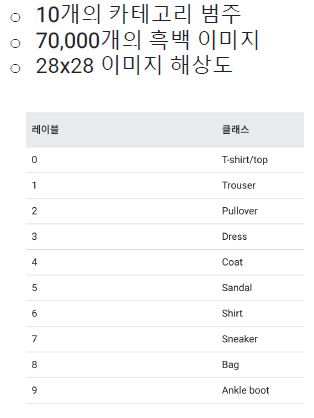 10개의 카테고리 범주
70,000개의 흑백 이미지
28x28 이미지 해상도
레이블 클래스
0 T-shirt/top
1 Trouser
2 Pullover
3 Dress
4 Coat
5 Sandal
6 Shirt
7 Sneaker
8 Bag
9 Ankle boot